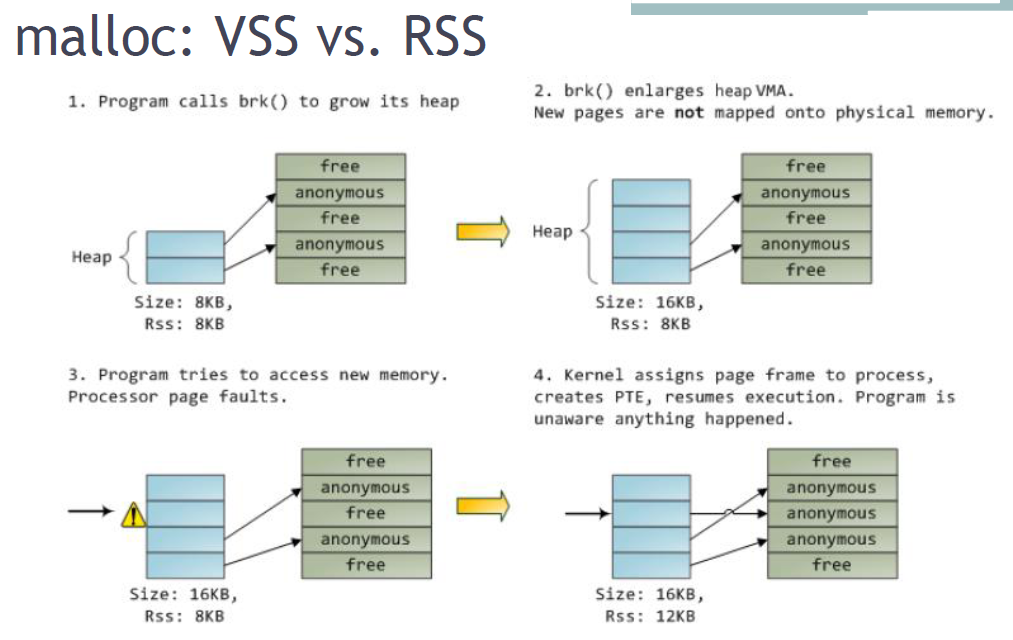 malloc: VSS vs. RSS
1. Program calls brk() to grow its heap
free
anonymous
free
anonymous
free
Heap
Size: 8KB,
Rss: 8KB
2. brk() enlarges heap VMA.
New pages are not mapped onto physical memory.
free
anonymous
free
anonymous
free
Heap
Size: 16KB,
Rss: 8KB
3. Program tries to access new memory.
Processor page faults.
free
anonymous
free
anonymous
free
Size: 16KB,
Rss: 8KB
4. Kernel assigns page frame to process,
creates PTE, resumes execution. Program is
unaware anything happened.
free
anonymous
anonymous
anonymous
free
Size: 16KB,
Rss: 12KB